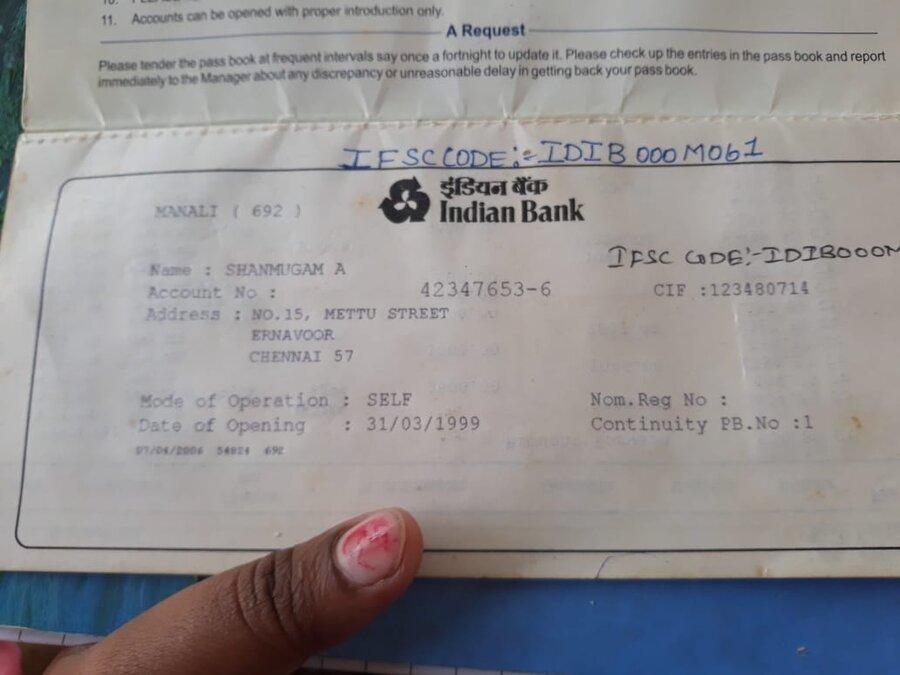 11. Accounts can be opened with proper introduction only.
A Request
Please tender the pass book at frequent intervals say once a fortnight to update it. Please check up the entries in the pass book and report
immediately to the Manager about any discrepancy or unreasonable delay in getting back your pass book.
IFSC CODE:- IDIB000M061
इंडियन बैंक
MANALI ( 692 )
Indian Bank
IFSC CODE:-IDIB000M
Name : SHANMUGAM A
Account No : 42347653-6 CIF :123480714
Address : NO.15, METTU STREET
ERNAVOOR
CHENNAI 57
Mode of Operation : SELF Nom.Reg No :
Date of Opening : 31/03/1999 Continuity PB.No :1
07/04/2006 54824 692